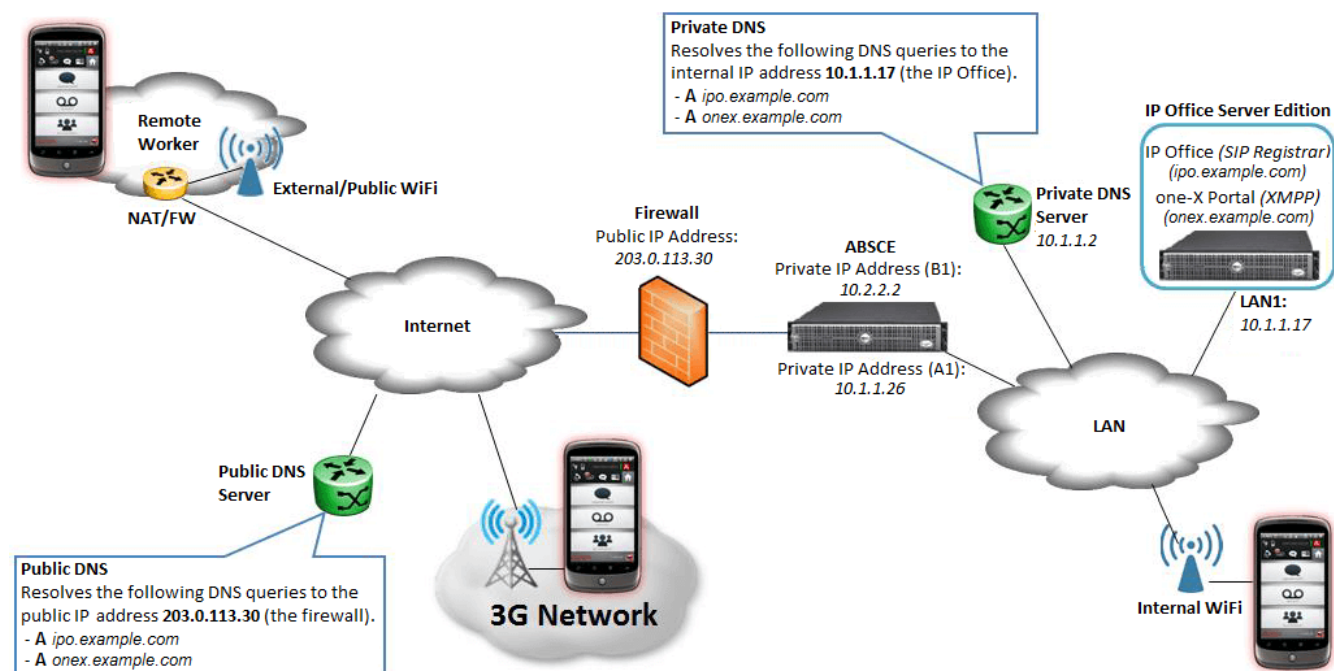 Private DNS
Resolves the following DNS queries to the
internal IP address 10.1.1.17 (the IP Office).
- A ipo.example.com
- A onex.example.com
IP Office Server Edition
IP Office (SIP Registrar)
(ipo.example.com)
one-X Portal (XMPP)
(onex.example.com)
LAN1:
10.1.1.17
Remote
Worker
External/Public WiFi
NAT/FW
Private DNS
Server
10.1.1.2
Firewall
Public IP Address:
203.0.113.30
ABSCE
Private IP Address (B1):
10.2.2.2
Private IP Address (A1):
10.1.1.26
Internet
LAN
Public DNS
Server
3G Network
Internal WiFi
Public DNS
Resolves the following DNS queries to the
public IP address 203.0.113.30 (the firewall).
- A ipo.example.com
- A onex.example.com